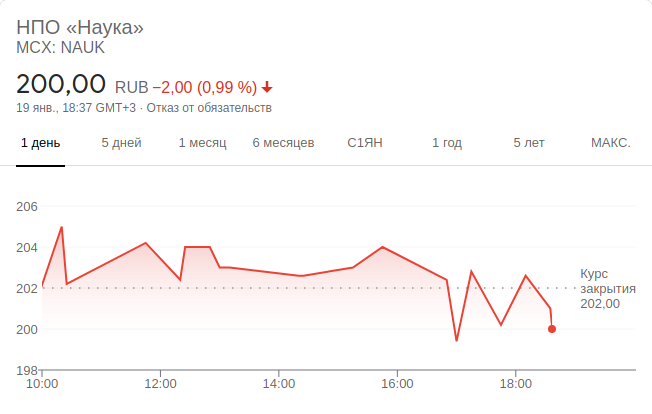 НПО «Наука»
MCX: NAUK
200,00 RUB −2,00 (0,99 %)
19 янв., 18:37 GMT+3 · Отказ от обязательств
1 день 5 дней 1 месяц 6 месяцев С1ЯН 1 год 5 лет МАКС.
206
204
Курс
закрытия
202,00
202
200
198
10:00 12:00 14:00 16:00 18:00